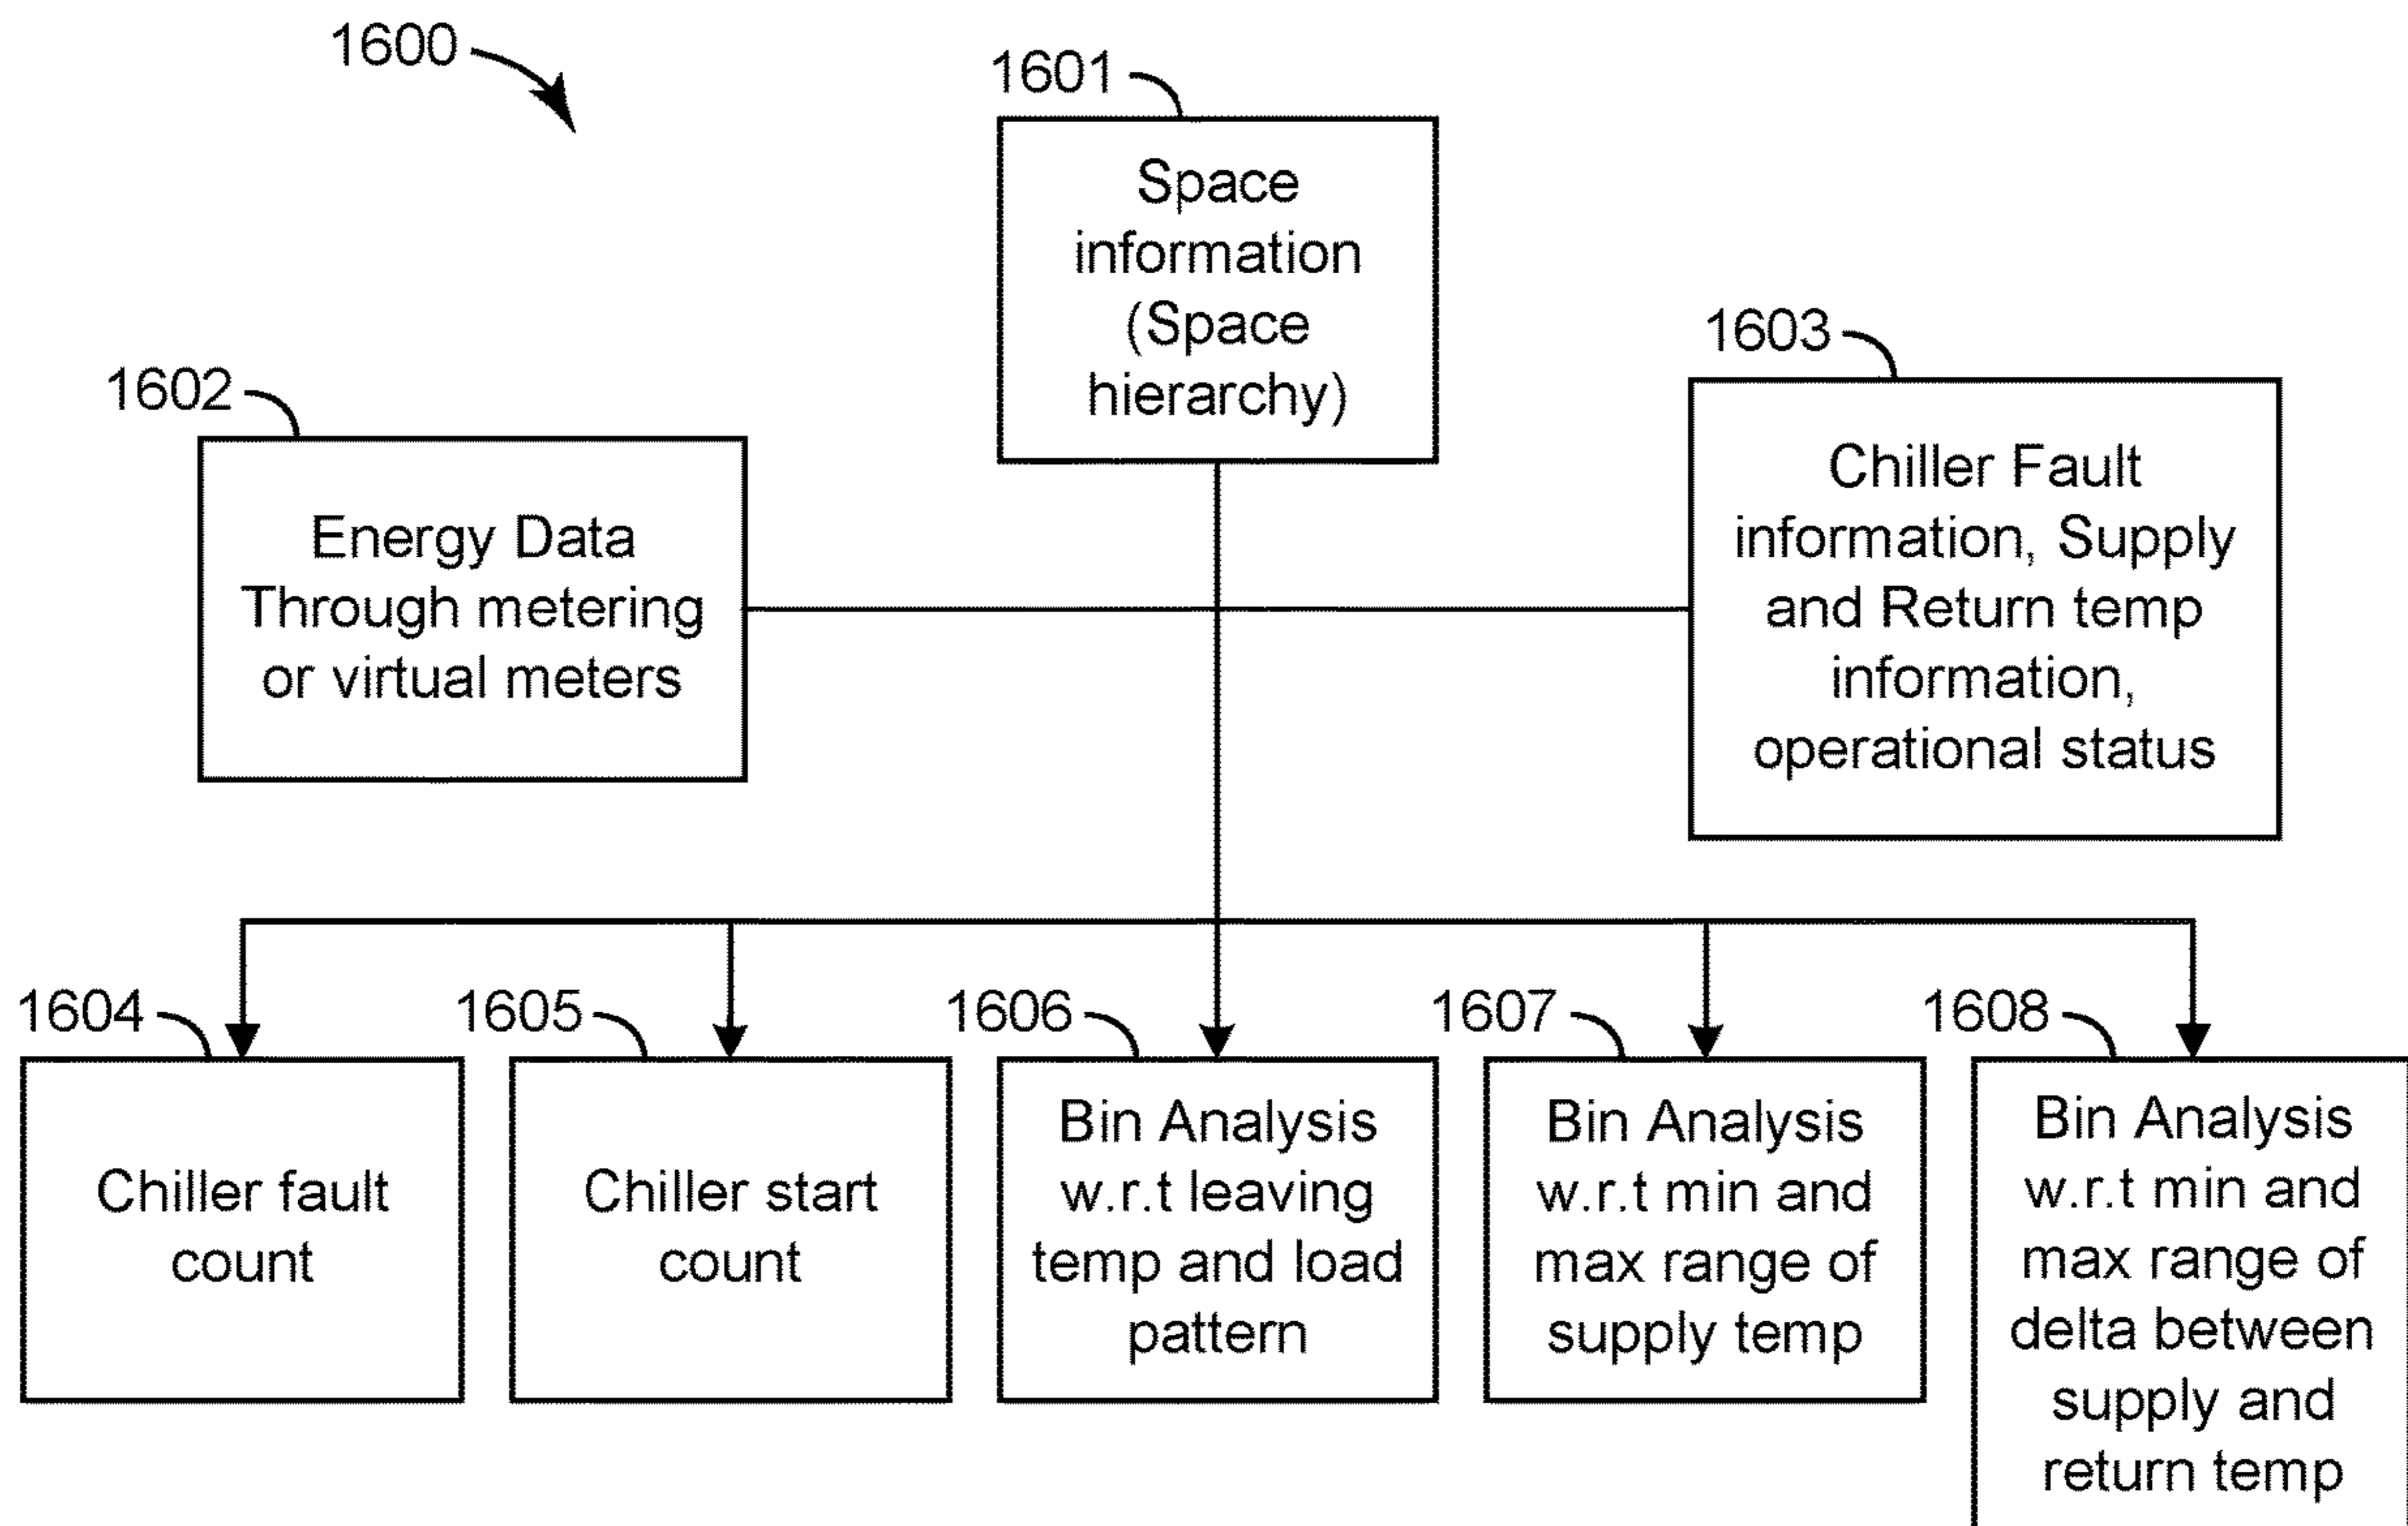 1600
1601
Space
information
(Space
hierarchy)
1602
Energy Data
Through metering
or virtual meters
1603
Chiller Fault
information, Supply
and Return temp
information,
operational status
1604
Chiller fault
count
1605
Chiller start
count
1606
Bin Analysis
w.r.t leaving
temp and load
pattern
1607
Bin Analysis
w.r.t min and
max range of
supply temp
1608
Bin Analysis
w.r.t min and
max range of
delta between
supply and
return temp